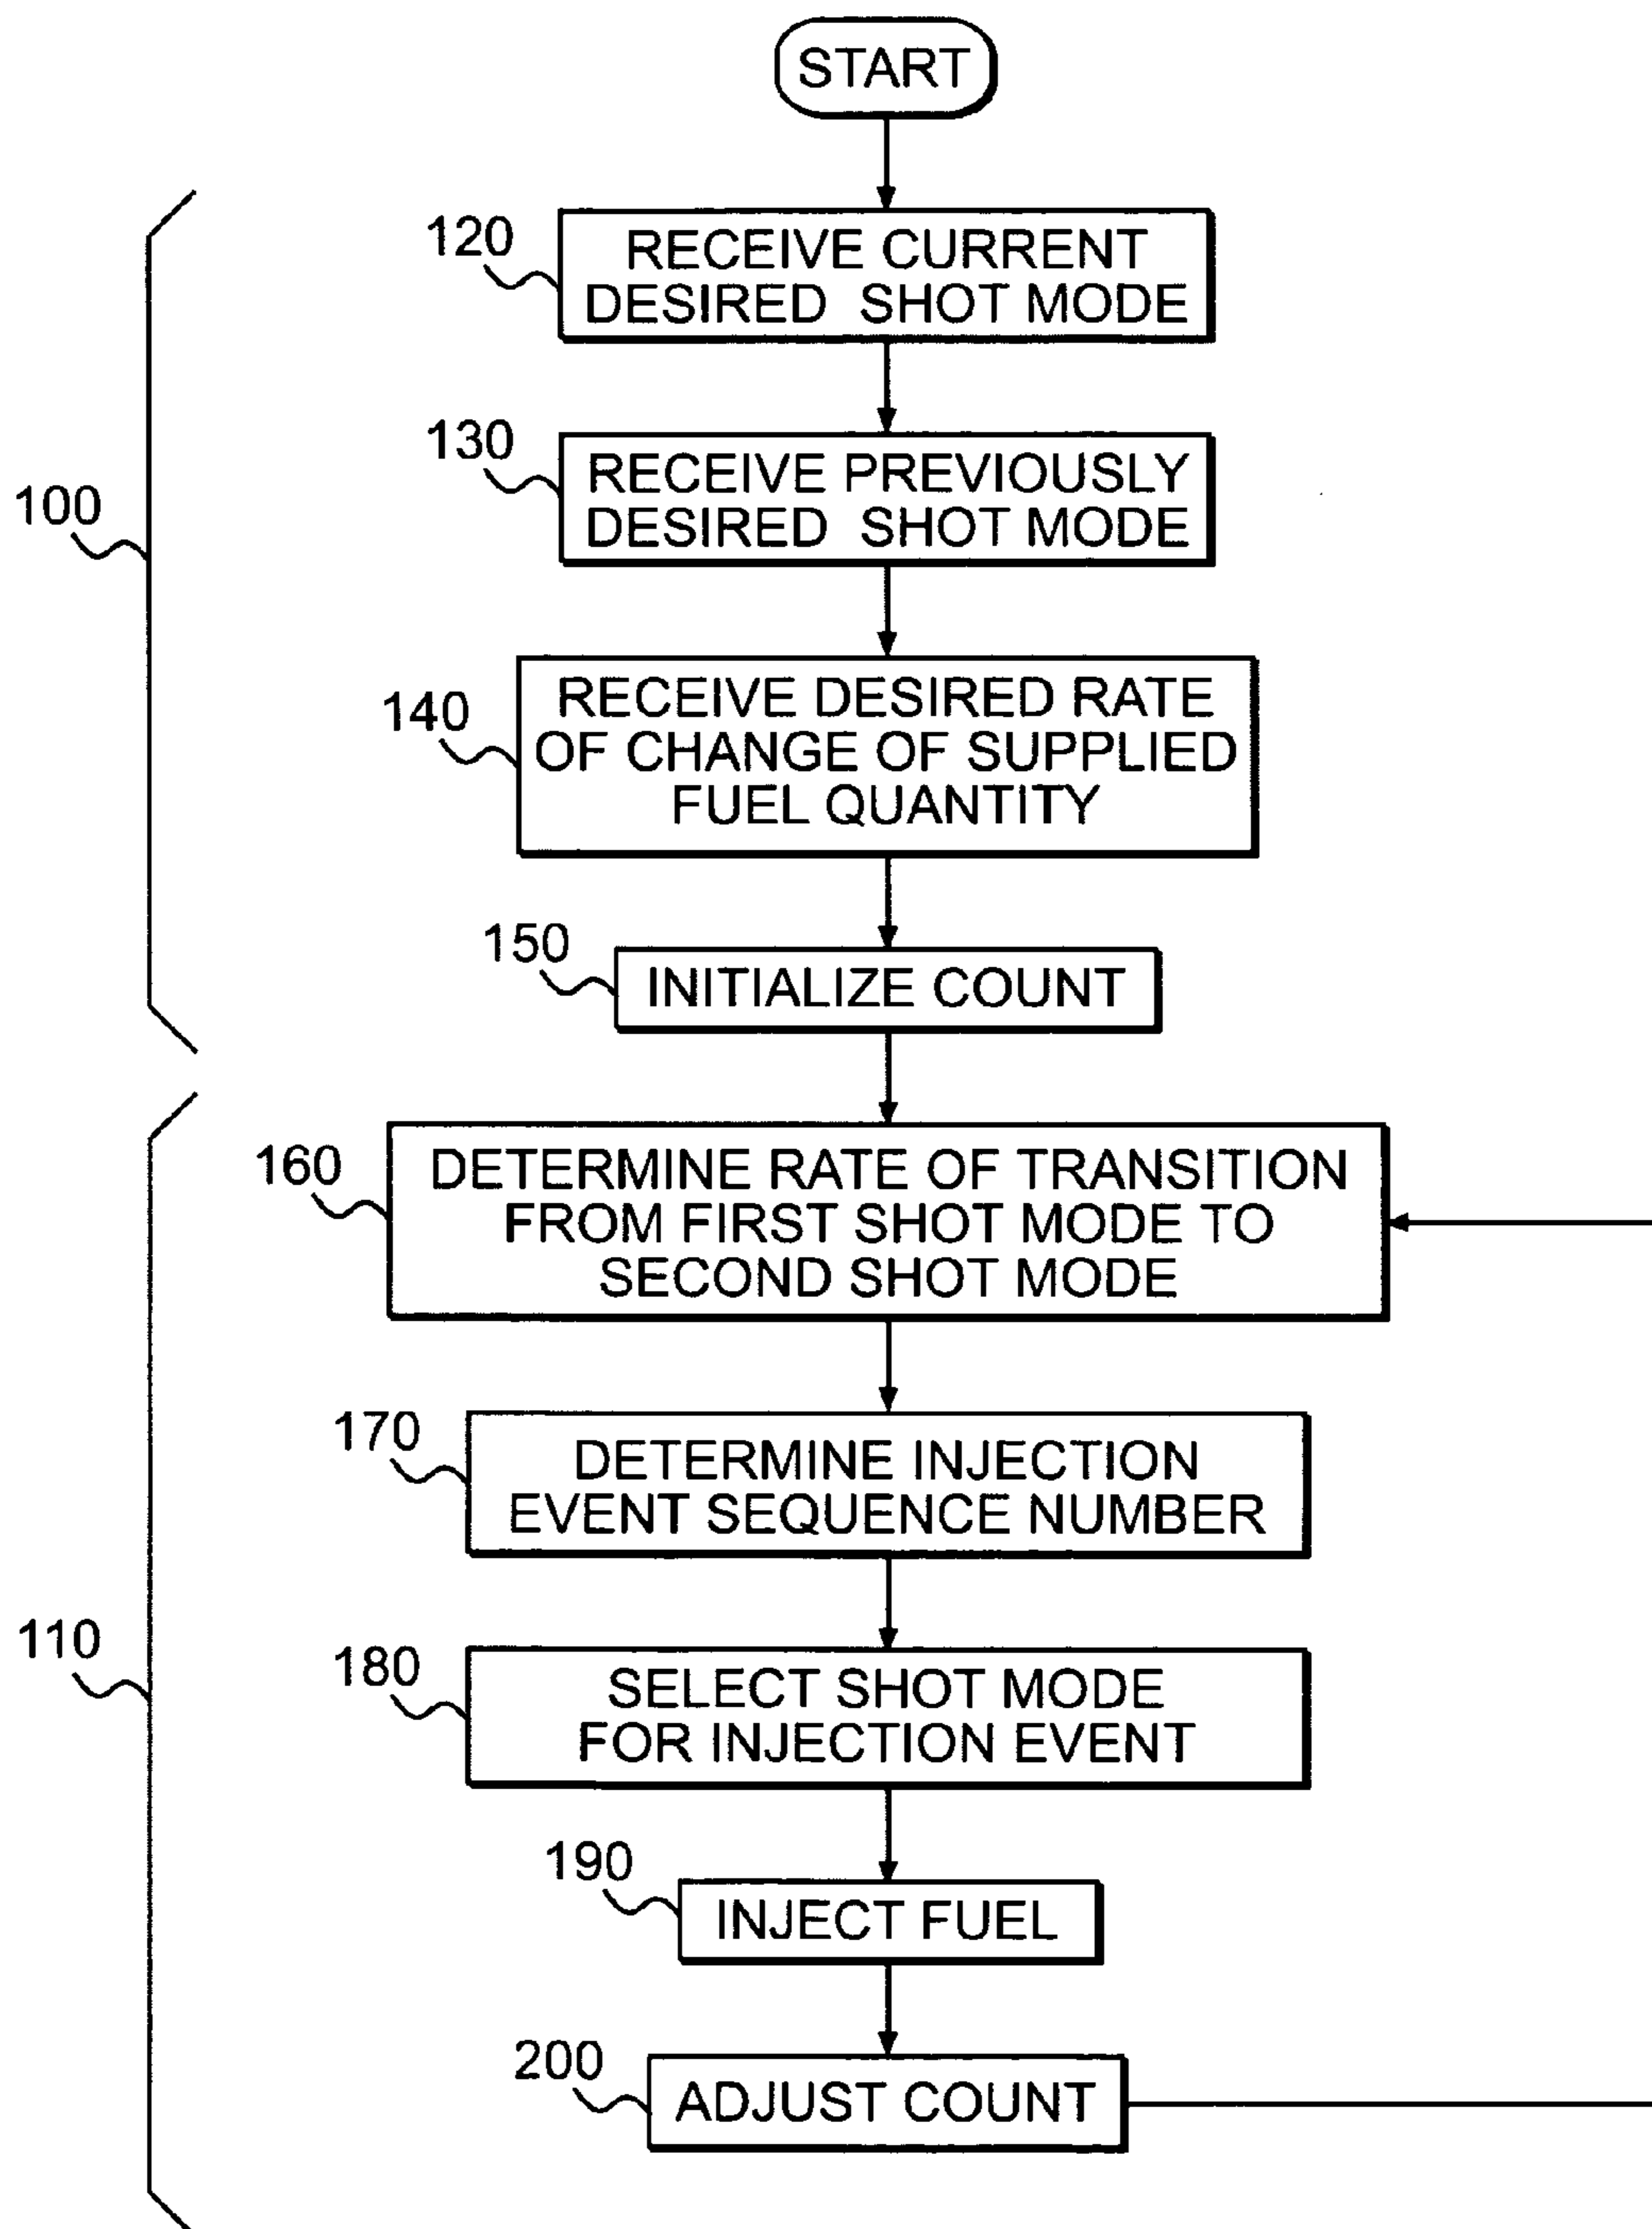 START
120
RECEIVE CURRENT
DESIRED SHOT MODE
130
RECEIVE PREVIOUSLY
DESIRED SHOT MODE
100
140
RECEIVE DESIRED RATE
OF CHANGE OF SUPPLIED
FUEL QUANTITY
150
INITIALIZE COUNT
160
DETERMINE RATE OF TRANSITION
FROM FIRST SHOT MODE TO
SECOND SHOT MODE
170
DETERMINE INJECTION
EVENT SEQUENCE NUMBER
110
180
SELECT SHOT MODE
FOR INJECTION EVENT
190
INJECT FUEL
200
ADJUST COUNT